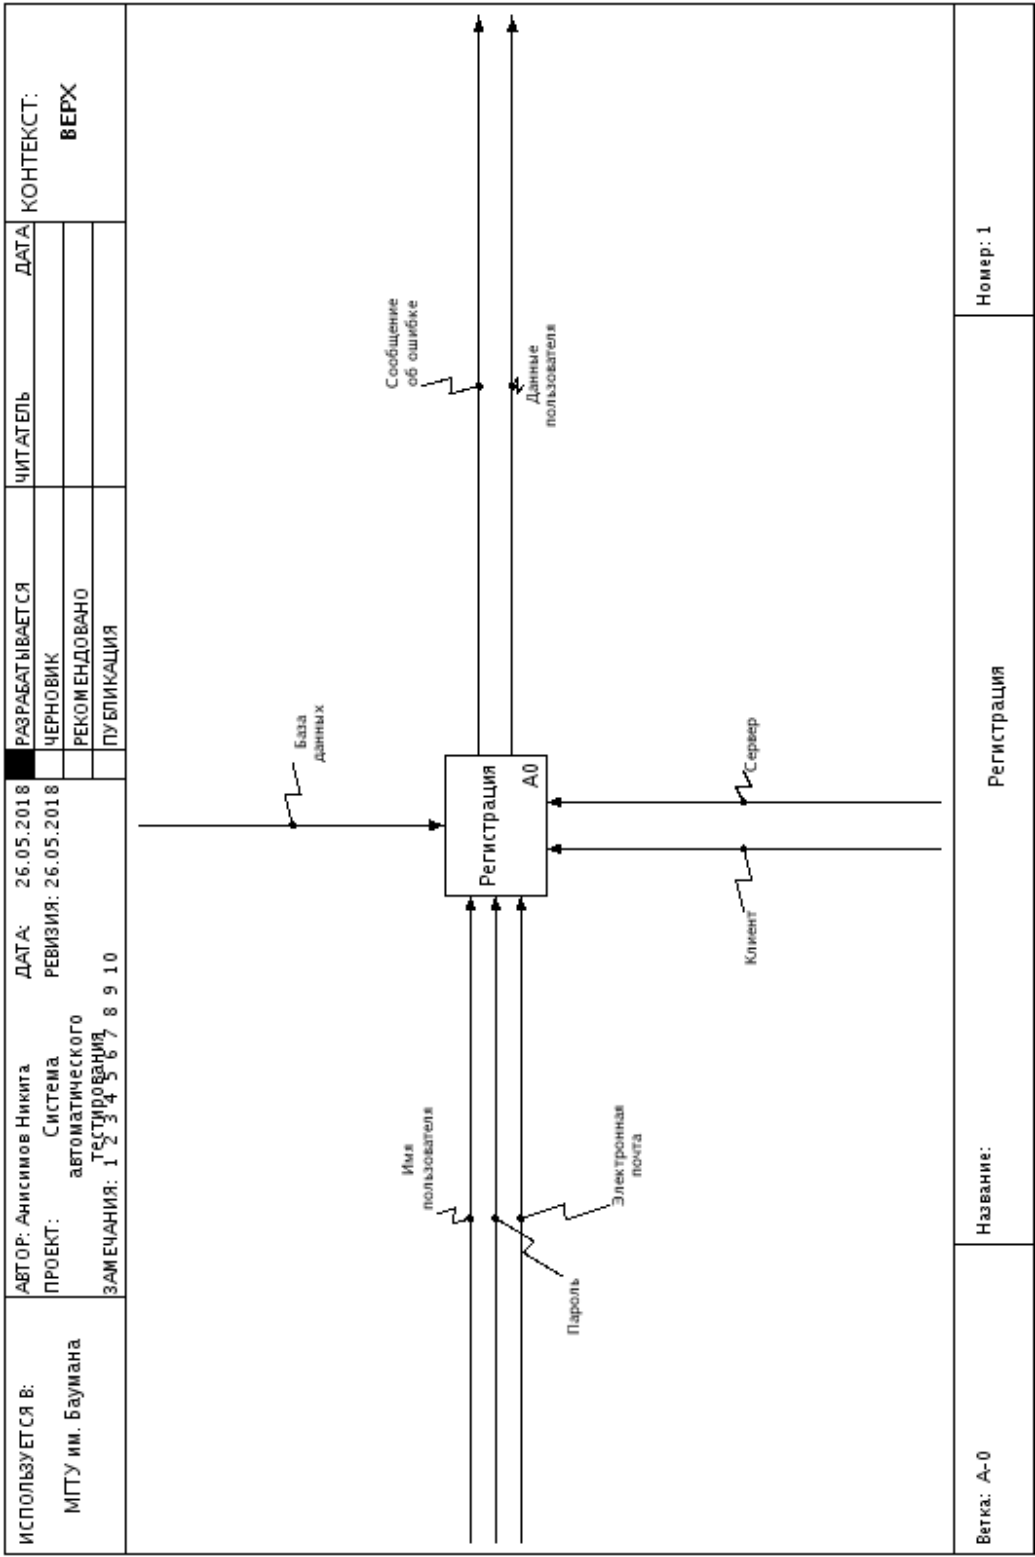 ИСПОЛЬЗУЕТСЯ В:
МГТУ им. Баумана
АВТОР: Анисимов Никита
ДАТА: 26.05.2018
ПРОЕКТ: Система
автоматического
тестирования
РЕВИЗИЯ: 26.05.2018
ЗАМЕЧАНИЯ: 1 2 3 4 5 6 7 8 9 10
РАЗРАБАТЫВАЕТСЯ
ЧЕРНОВИК
РЕКОМЕНДОВАНО
ПУБЛИКАЦИЯ
ЧИТАТЕЛЬ
ДАТА
КОНТЕКСТ:
ВЕРХ
База
данных
Сообщение
об ошибке
Данные
пользователя
Имя
пользователя
Пароль
Электронная
почта
Регистрация
A0
Клиент
Сервер
Ветка: A-0
Название:
Регистрация
Номер: 1